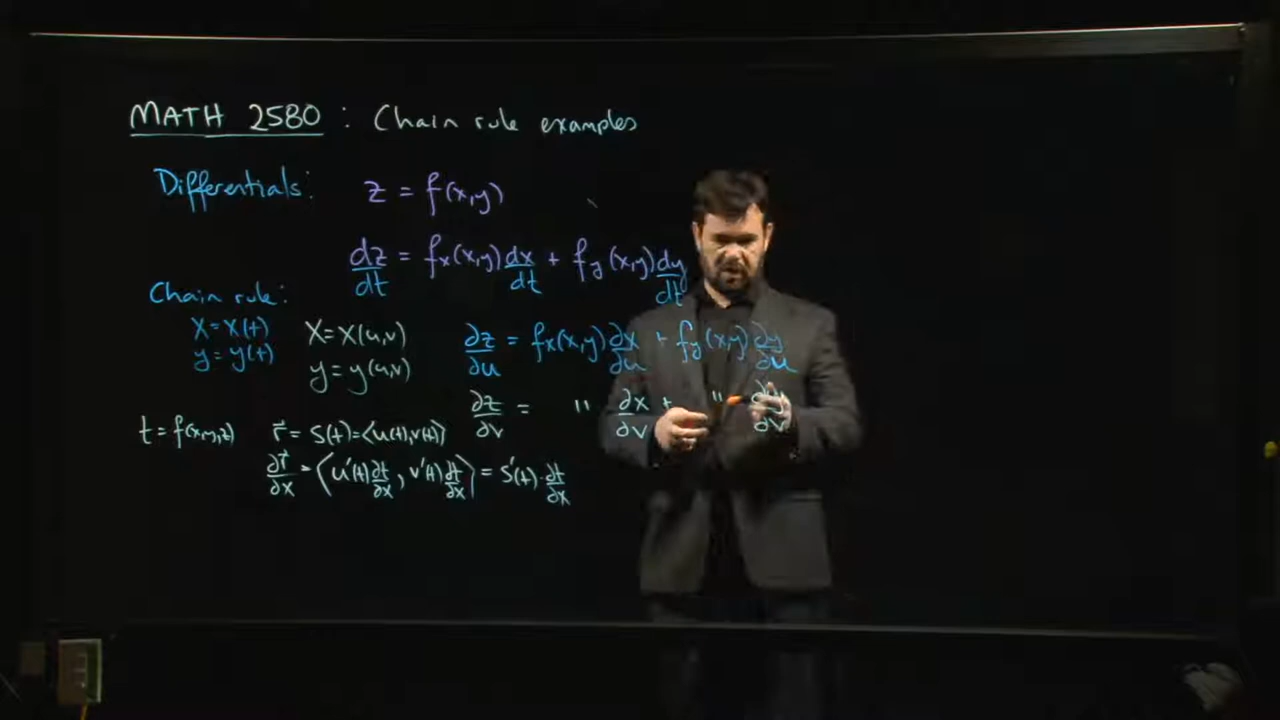 MATH 2580 : Chain rule examples
Differentials: z = f(x,y)
dz/dt = fx(x,y) dx/dt + fy(x,y) dy/dt
Chain rule:
x = x(t) x = x(u,v) ∂z/∂u = fx(x,y) ∂x/∂u + fy(x,y) ∂y/∂u
y = y(t) y = y(u,v)
∂z/∂v = " ∂x/∂v + " ∂y/∂v
t = f(x,y,z) r⃗ = s(t) = ⟨u(t), v(t)⟩
∂r⃗/∂x = ⟨u'(t) ∂t/∂x, v'(t) ∂t/∂x⟩ = s'(t) · ∂t/∂x